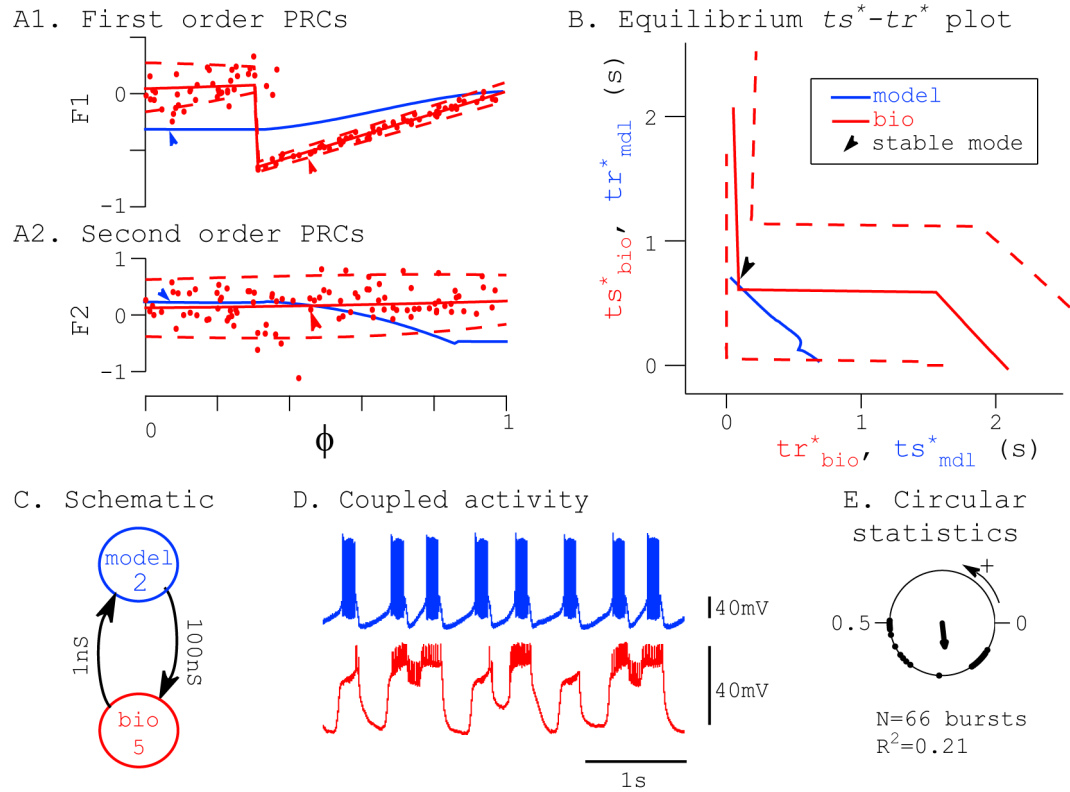 A1. First order PRCs
F1
0
−1
A2. Second order PRCs
F2
1
0
−1
0
ϕ
1
B. Equilibrium ts*-tr* plot
ts*bio, tr*mdl (s)
2
1
0
model
bio
stable mode
0
1
2
tr*bio, ts*mdl (s)
C. Schematic
model
2
1nS
100nS
bio
5
D. Coupled activity
40mV
40mV
1s
E. Circular
statistics
+
0.5
0
N=66 bursts
R²=0.21